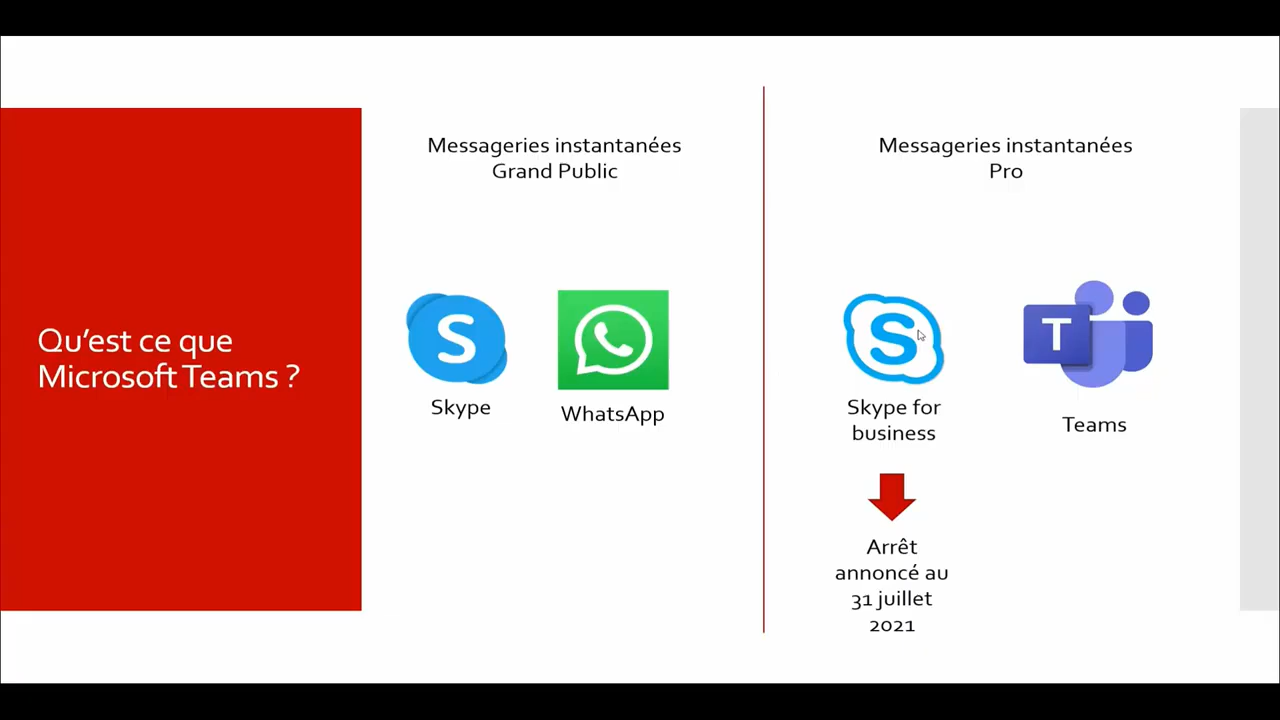 Qu’est ce que
Microsoft Teams ?
Messageries instantanées
Grand Public
S
Skype
WhatsApp
Messageries instantanées
Pro
S
Skype for
business
T
Teams
Arrêt
annoncé au
31 juillet
2021